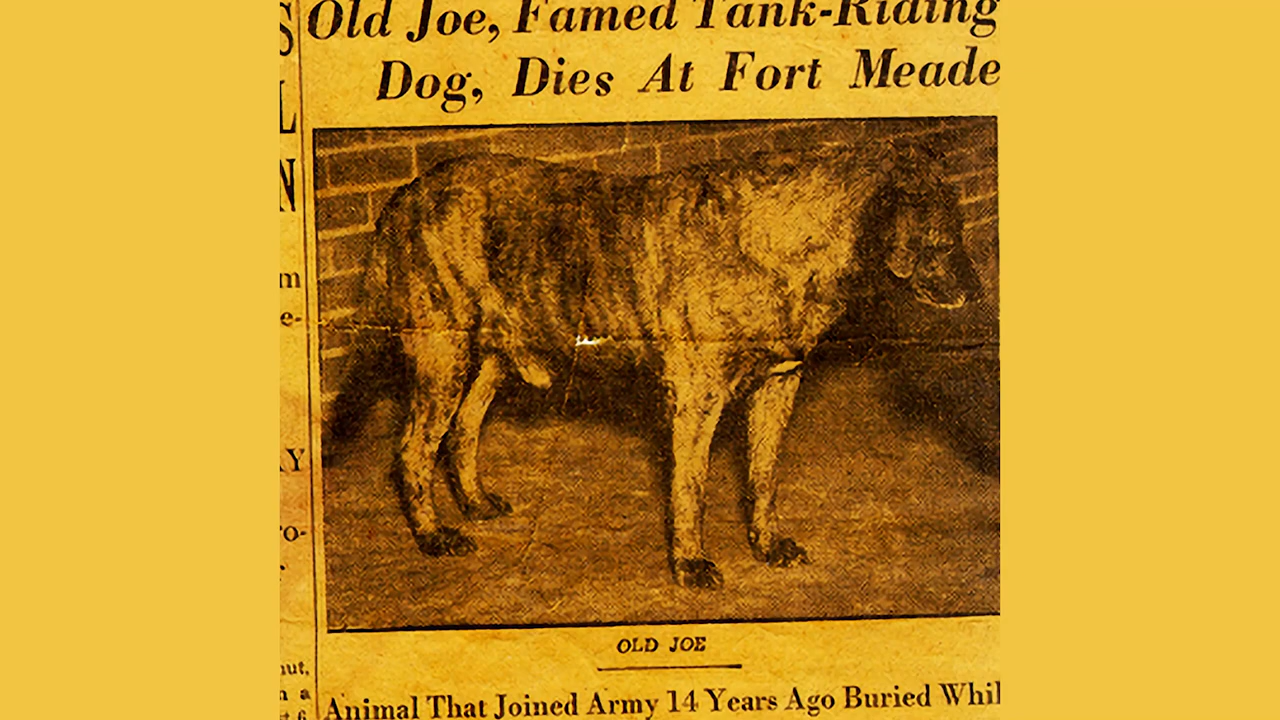 Old Joe, Famed Tank-Riding
Dog, Dies At Fort Meade
OLD JOE
Animal That Joined Army 14 Years Ago Buried Whil
S
L
N
m
e-
Y
o-
ut,
a